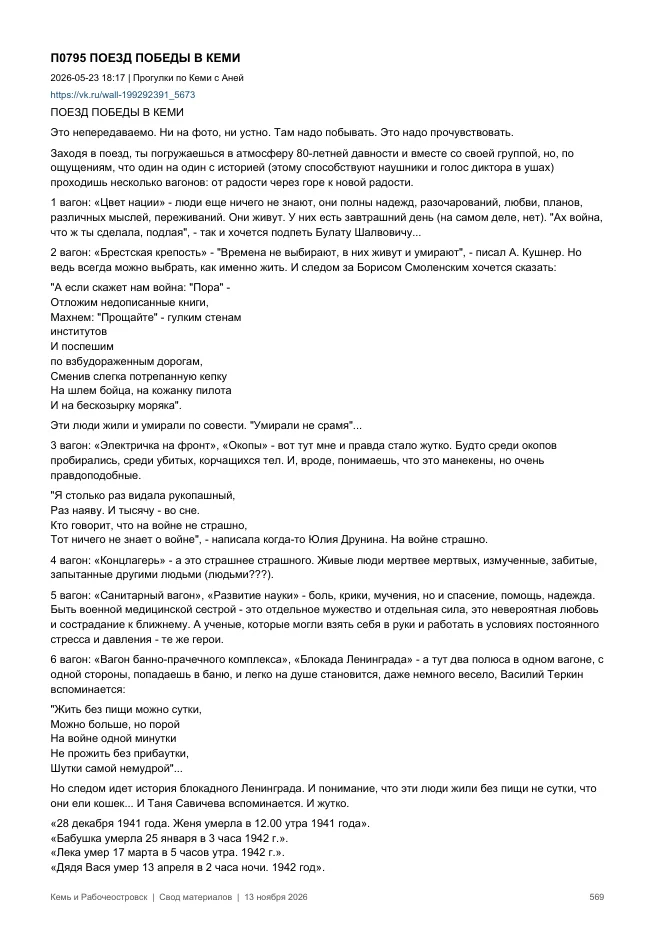 П0795 ПОЕЗД ПОБЕДЫ В КЕМИ
2026-05-23 18:17 | Прогулки по Кеми с Аней
https://vk.ru/wall-199292391_5673
ПОЕЗД ПОБЕДЫ В КЕМИ
Это непередаваемо. Ни на фото, ни устно. Там надо побывать. Это надо прочувствовать.
Заходя в поезд, ты погружаешься в атмосферу 80-летней давности и вместе со своей группой, но, по
ощущениям, что один на один с историей (этому способствуют наушники и голос диктора в ушах)
проходишь несколько вагонов: от радости через горе к новой радости.
1 вагон: «Цвет нации» - люди еще ничего не знают, они полны надежд, разочарований, любви, планов,
различных мыслей, переживаний. Они живут. У них есть завтрашний день (на самом деле, нет). "Ах война,
что ж ты сделала, подлая", - так и хочется подпеть Булату Шалвовичу...
2 вагон: «Брестская крепость» - "Времена не выбирают, в них живут и умирают", - писал А. Кушнер. Но
ведь всегда можно выбрать, как именно жить. И следом за Борисом Смоленским хочется сказать:
"А если скажет нам война: "Пора" -
Отложим недописанные книги,
Махнем: "Прощайте" - гулким стенам
институтов
И поспешим
по взбудораженным дорогам,
Сменив слегка потрепанную кепку
На шлем бойца, на кожанку пилота
И на бескозырку моряка".
Эти люди жили и умирали по совести. "Умирали не срамя"...
3 вагон: «Электричка на фронт», «Окопы» - вот тут мне и правда стало жутко. Будто среди окопов
пробирались, среди убитых, корчащихся тел. И, вроде, понимаешь, что это манекены, но очень
правдоподобные.
"Я столько раз видала рукопашный,
Раз наяву. И тысячу - во сне.
Кто говорит, что на войне не страшно,
Тот ничего не знает о войне", - написала когда-то Юлия Друнина. На войне страшно.
4 вагон: «Концлагерь» - а это страшнее страшного. Живые люди мертвее мертвых, измученные, забитые,
запытанные другими людьми (людьми???).
5 вагон: «Санитарный вагон», «Развитие науки» - боль, крики, мучения, но и спасение, помощь, надежда.
Быть военной медицинской сестрой - это отдельное мужество и отдельная сила, это невероятная любовь
и сострадание к ближнему. А ученые, которые могли взять себя в руки и работать в условиях постоянного
стресса и давления - те же герои.
6 вагон: «Вагон банно-прачечного комплекса», «Блокада Ленинграда» - а тут два полюса в одном вагоне, с
одной стороны, попадаешь в баню, и легко на душе становится, даже немного весело, Василий Теркин
вспоминается:
"Жить без пищи можно сутки,
Можно больше, но порой
На войне одной минутки
Не прожить без прибаутки,
Шутки самой немудрой"...
Но следом идет история блокадного Ленинграда. И понимание, что эти люди жили без пищи не сутки, что
они ели кошек... И Таня Савичева вспоминается. И жутко.
«28 декабря 1941 года. Женя умерла в 12.00 утра 1941 года».
«Бабушка умерла 25 января в 3 часа 1942 г.».
«Лека умер 17 марта в 5 часов утра. 1942 г.».
«Дядя Вася умер 13 апреля в 2 часа ночи. 1942 год».
Кемь и Рабочеостровск | Свод материалов | 13 ноября 2026
569